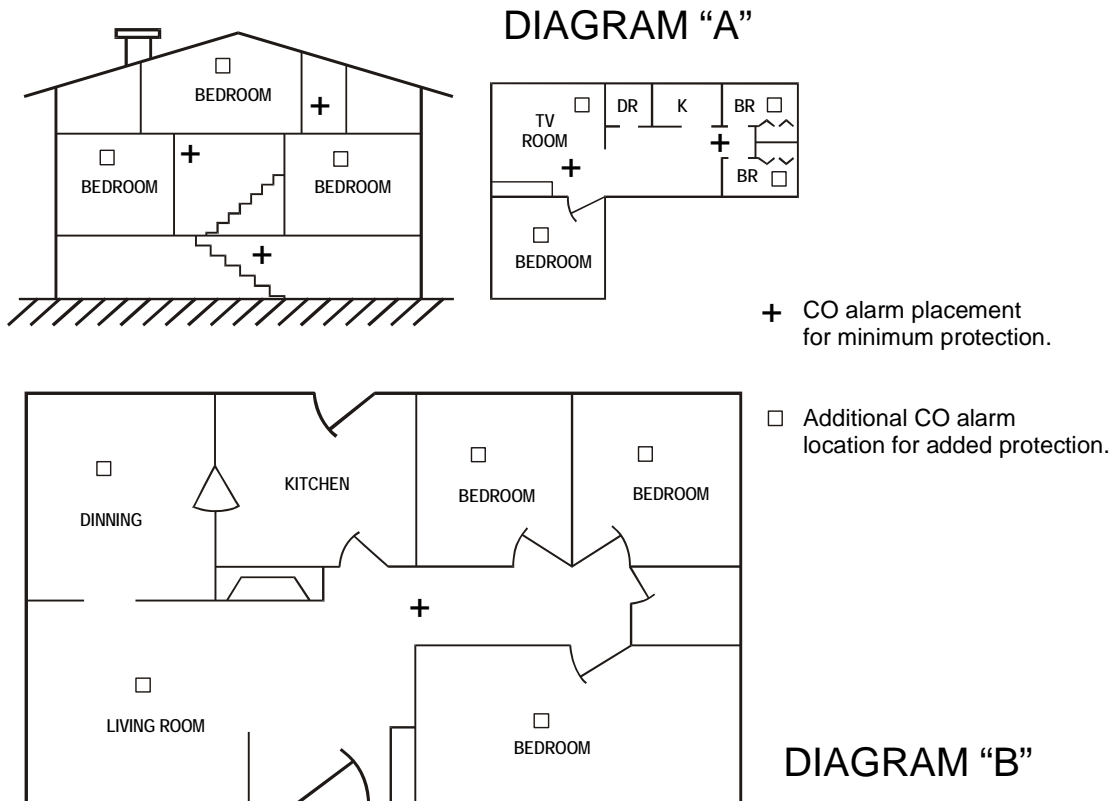 DIAGRAM “A”
BEDROOM
BEDROOM
BEDROOM
TV
ROOM
DR
K
BR
BR
BEDROOM
+ CO alarm placement
for minimum protection.
□ Additional CO alarm
location for added protection.
DINNING
KITCHEN
BEDROOM
BEDROOM
LIVING ROOM
BEDROOM
DIAGRAM “B”